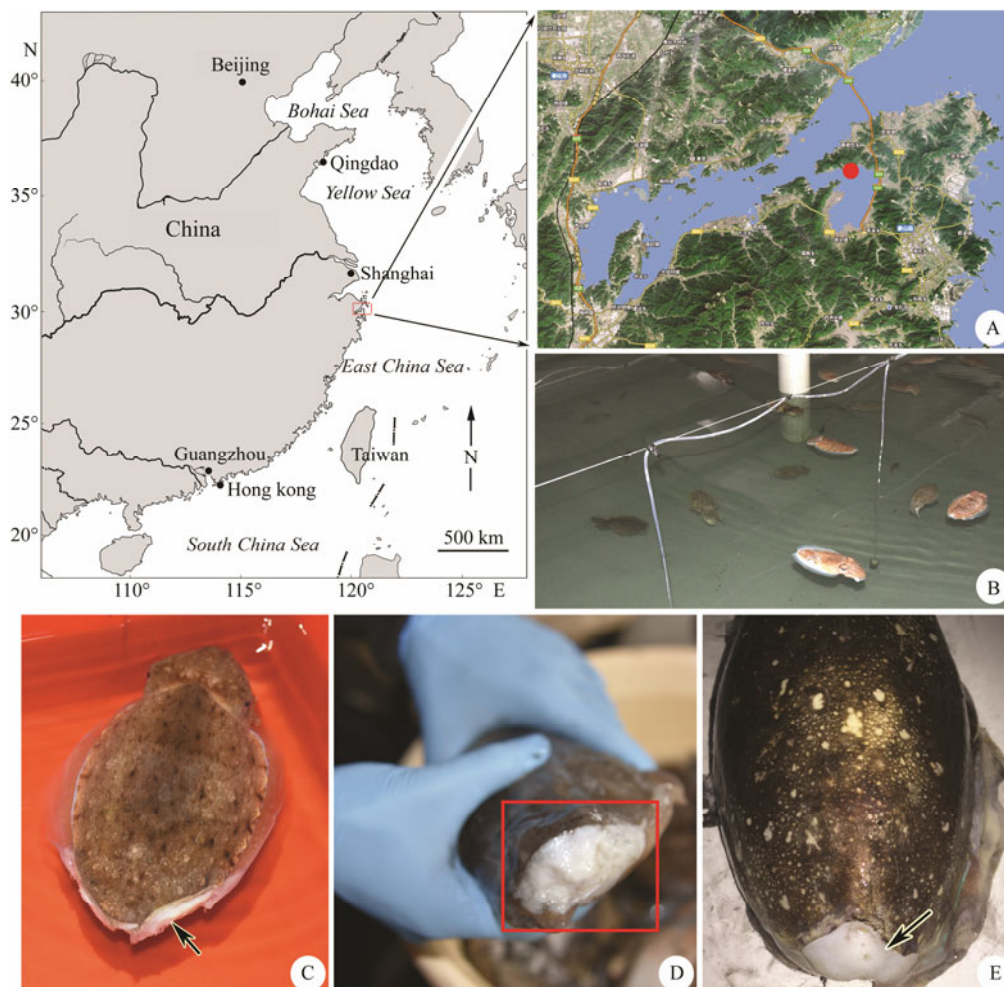 N
40°
Beijing
Bohai Sea
Qingdao
Yellow Sea
35°
China
Shanghai
30°
East China Sea
25°
Guangzhou
Taiwan
N
Hong kong
20°
South China Sea
500 km
110°
115°
120°
E
125°
A
B
C
D
E